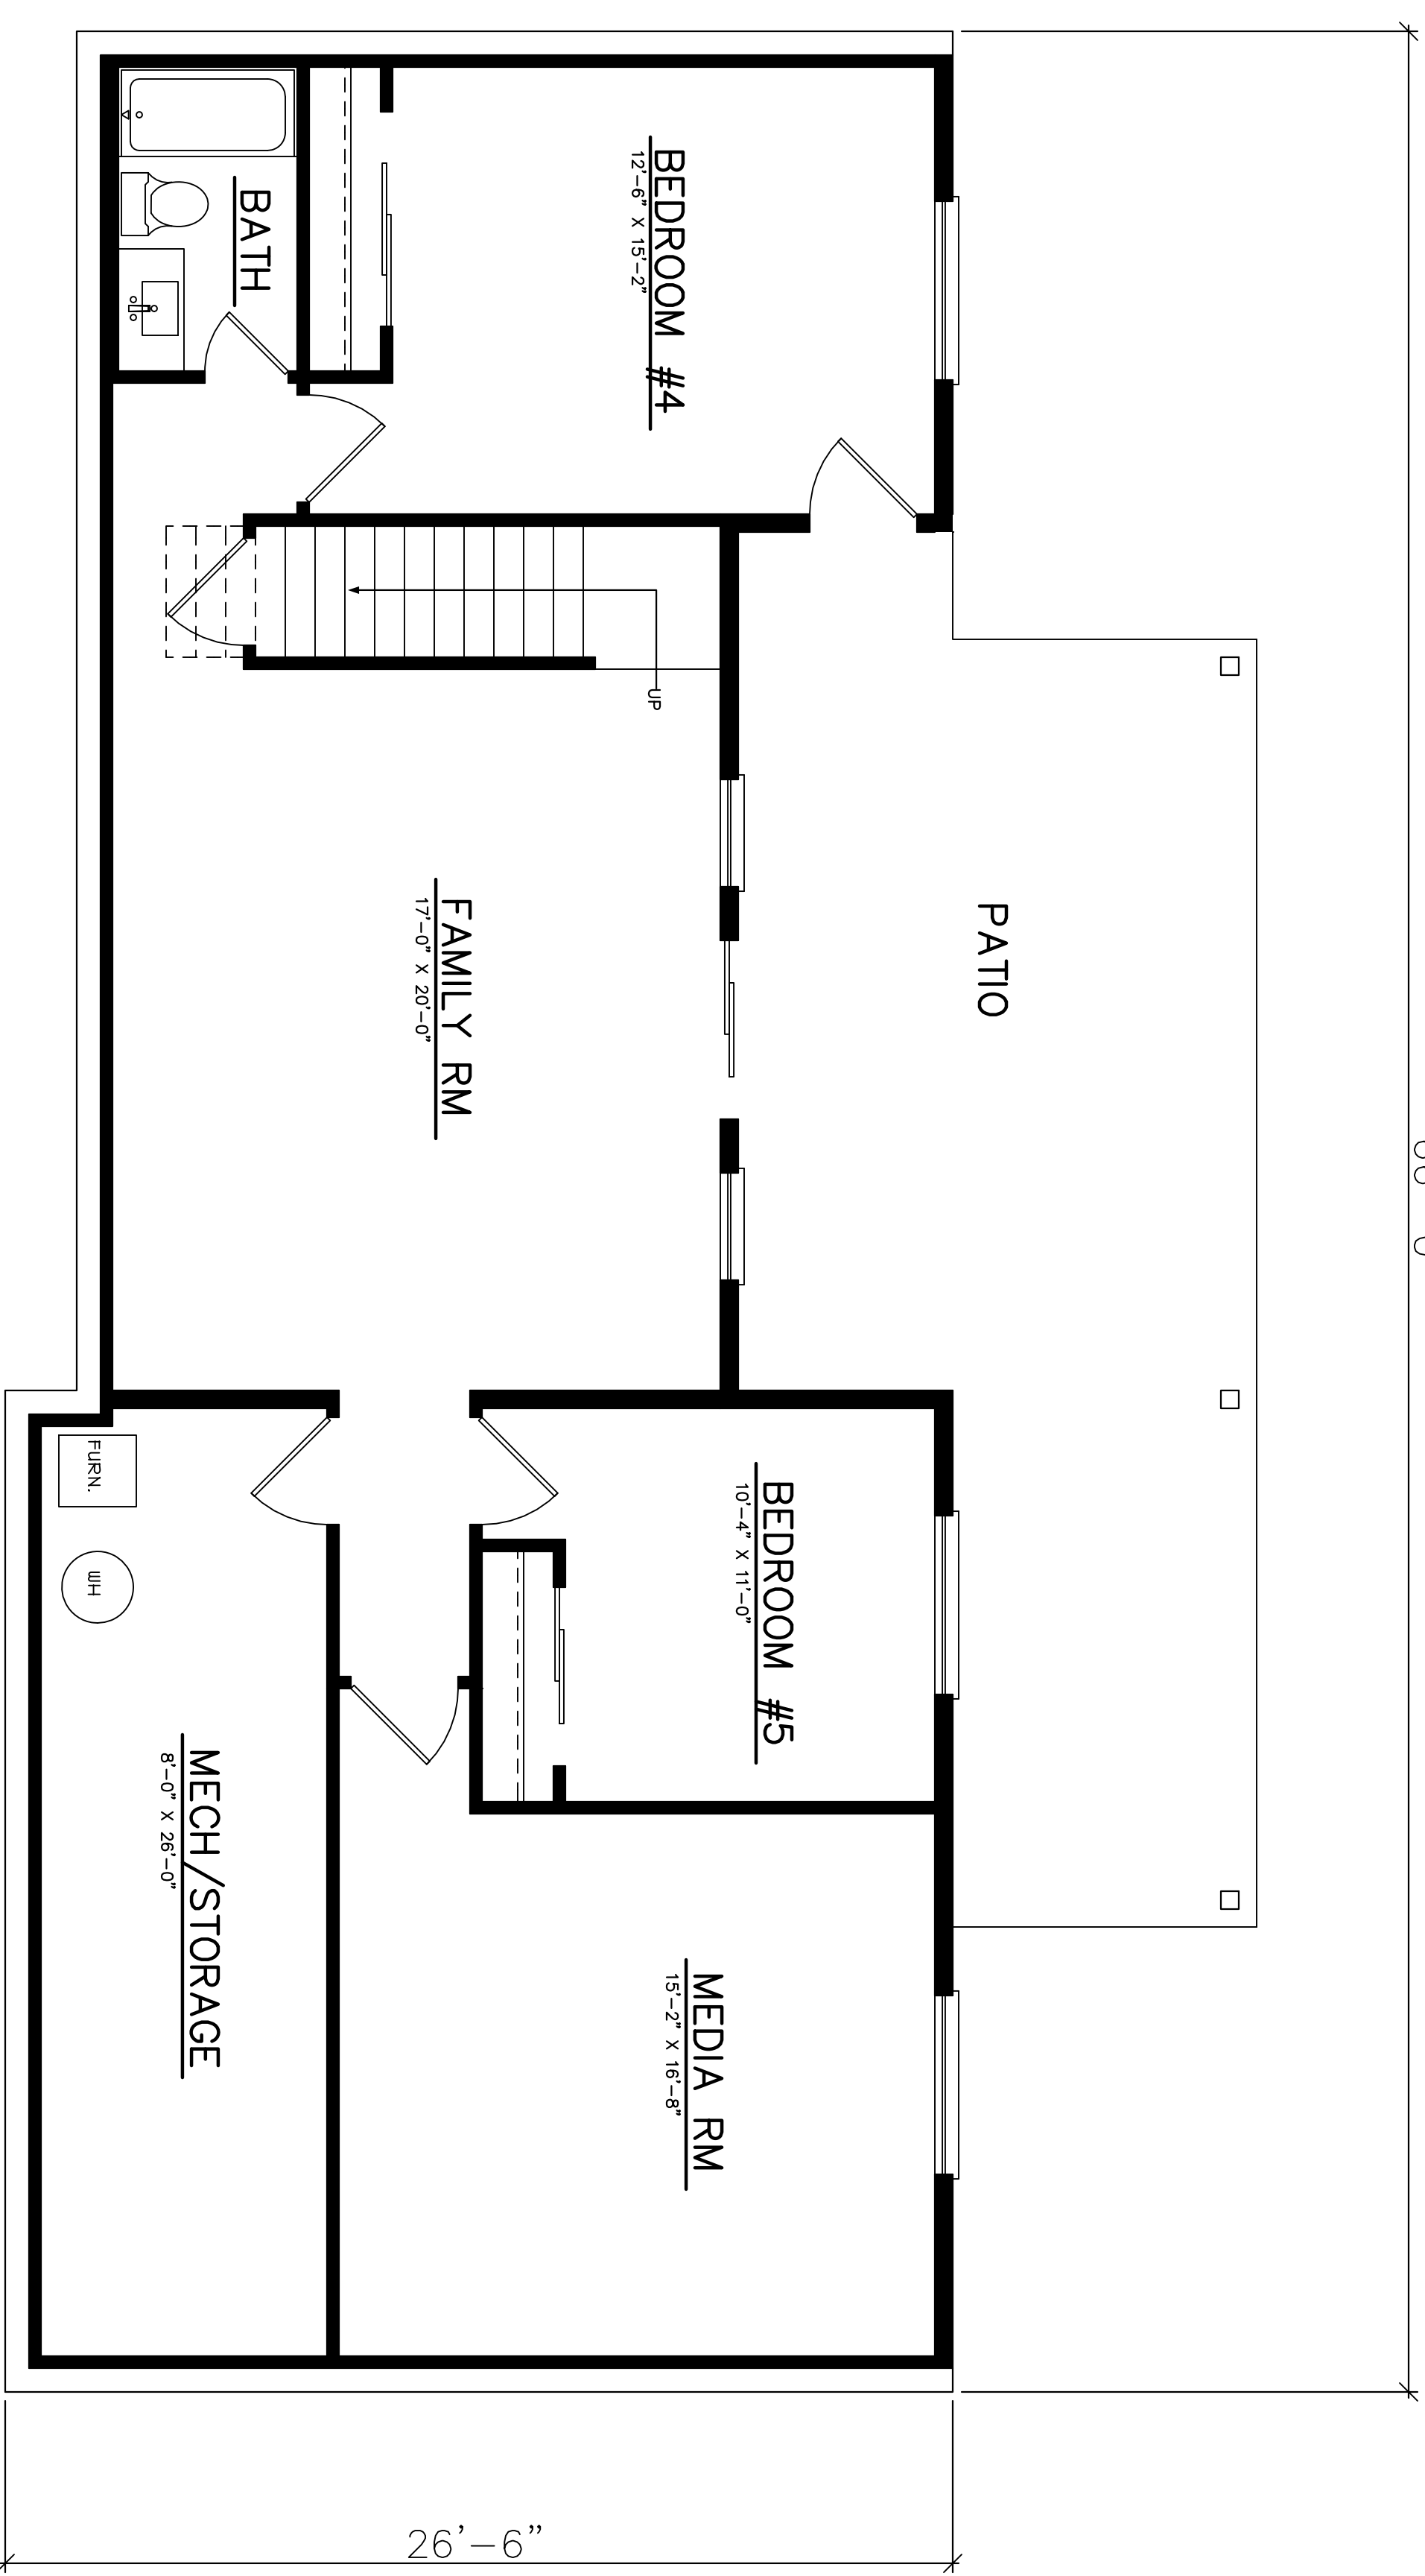 PATIO
BEDROOM #4
12'-6" X 15'-2"
BATH
UP
FAMILY RM
17'-0" X 20'-0"
BEDROOM #5
10'-4" X 11'-0"
FURN.
WH
MECH/STORAGE
8'-0" X 26'-0"
MEDIA RM
15'-2" X 16'-8"
26'-6"